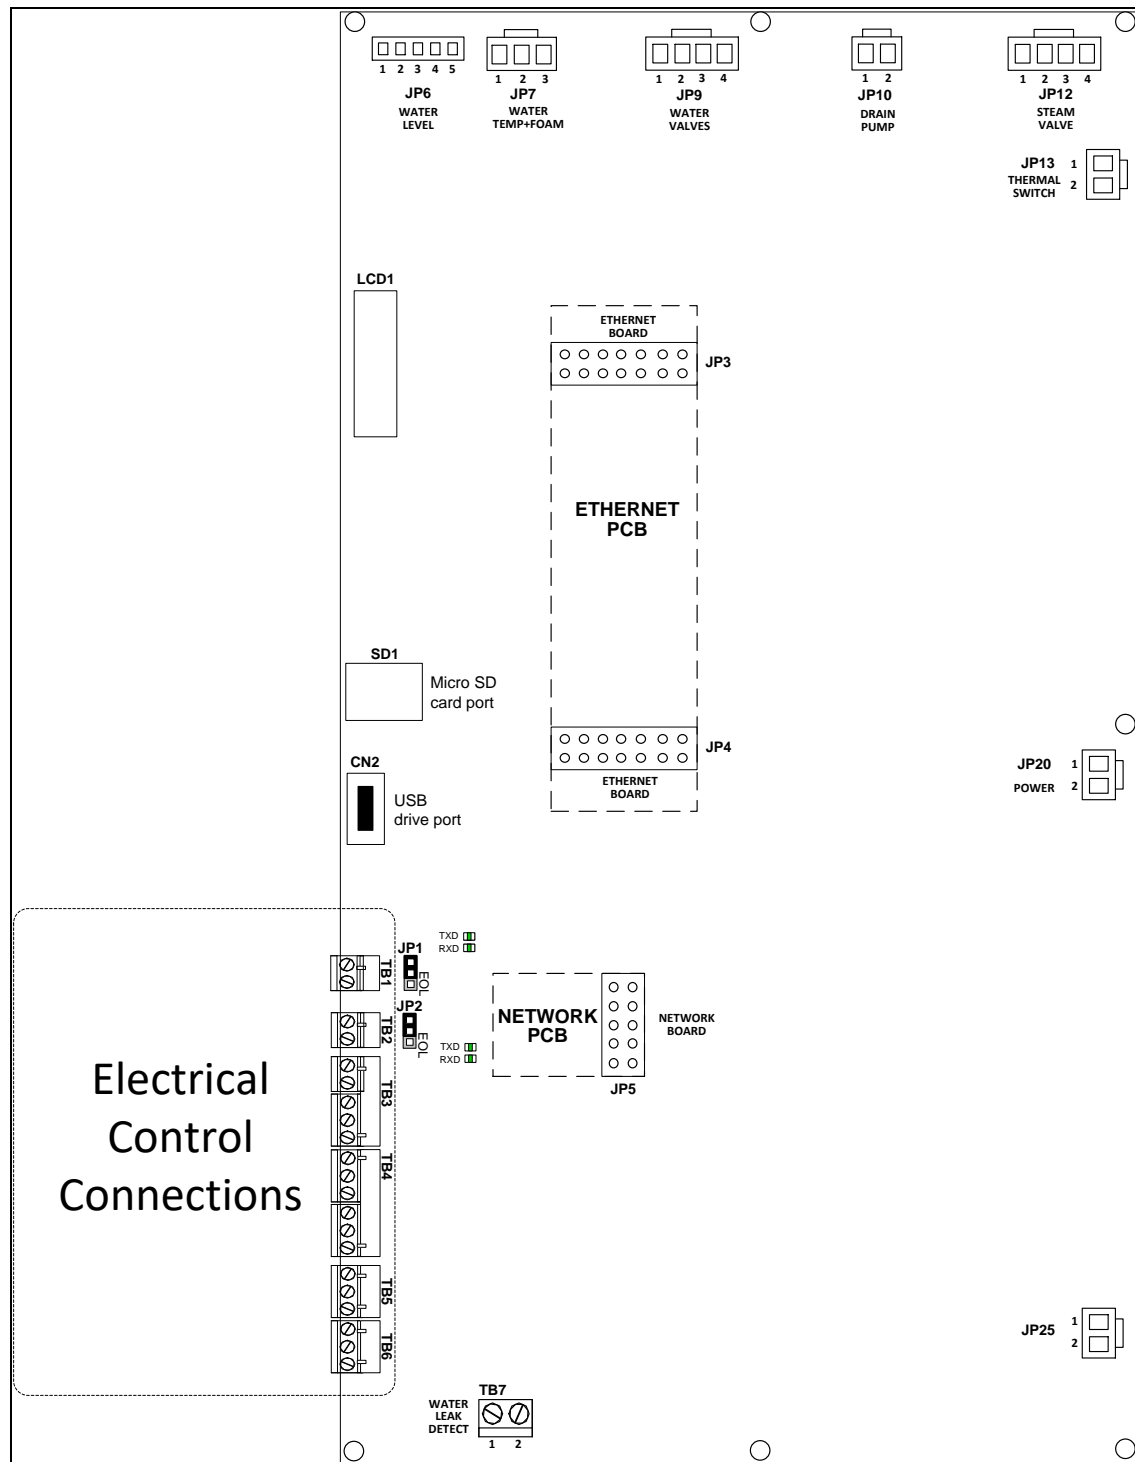 1 2 3 4 5
JP6
WATER
LEVEL
1 2 3
JP7
WATER
TEMP+FOAM
1 2 3 4
JP9
WATER
VALVES
1 2
JP10
DRAIN
PUMP
1 2 3 4
JP12
STEAM
VALVE
JP13 1
THERMAL 2
SWITCH
LCD1
ETHERNET
BOARD
JP3
ETHERNET
PCB
SD1
Micro SD
card port
JP4
ETHERNET
BOARD
CN2
USB
drive port
JP20 1
POWER 2
TXD
RXD
JP1
TB1
EOL
JP2
TB2
EOL
TXD
RXD
NETWORK
PCB
NETWORK
BOARD
JP5
Electrical
Control
Connections
TB3
TB4
TB5
TB6
JP25 1
2
TB7
WATER
LEAK
DETECT
1 2